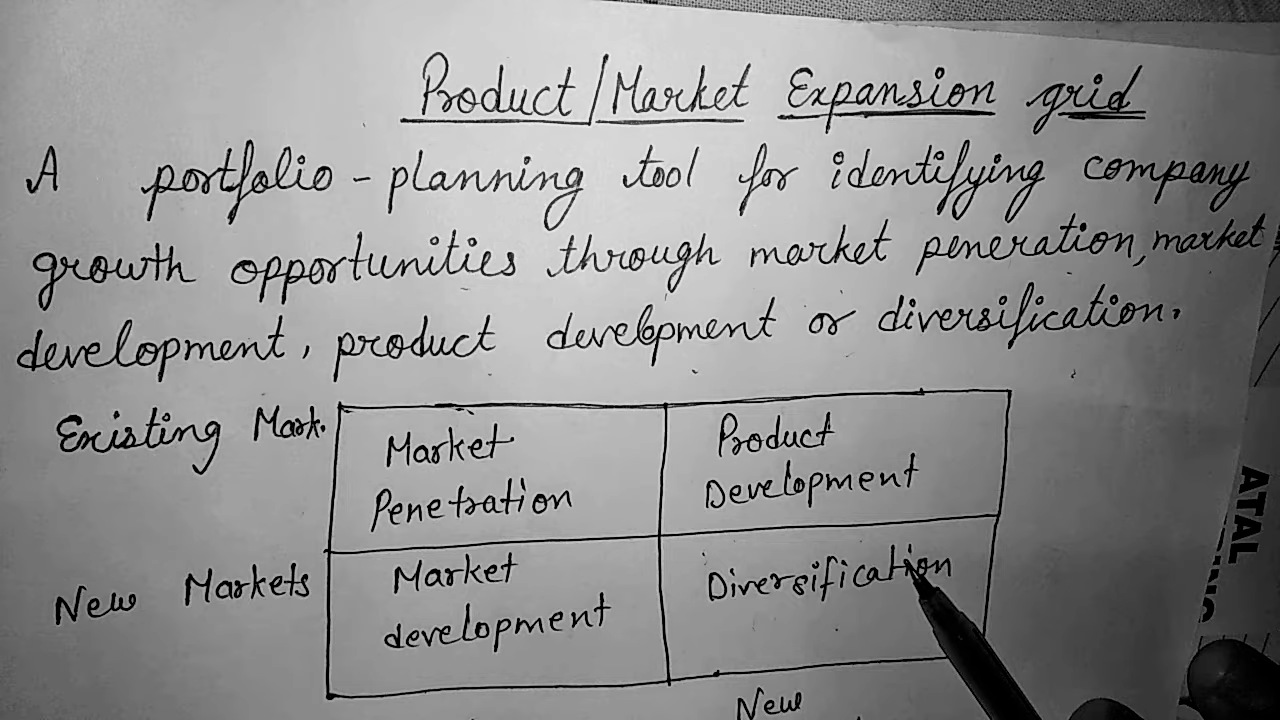 Product/Market Expansion grid
A portfolio-planning tool for identifying company
growth opportunities through market peneration, market
development, product development or diversification.
Existing Mark.
Market
Penetration
Product
Development
New Markets
Market
development
Diversification
New
ATAL